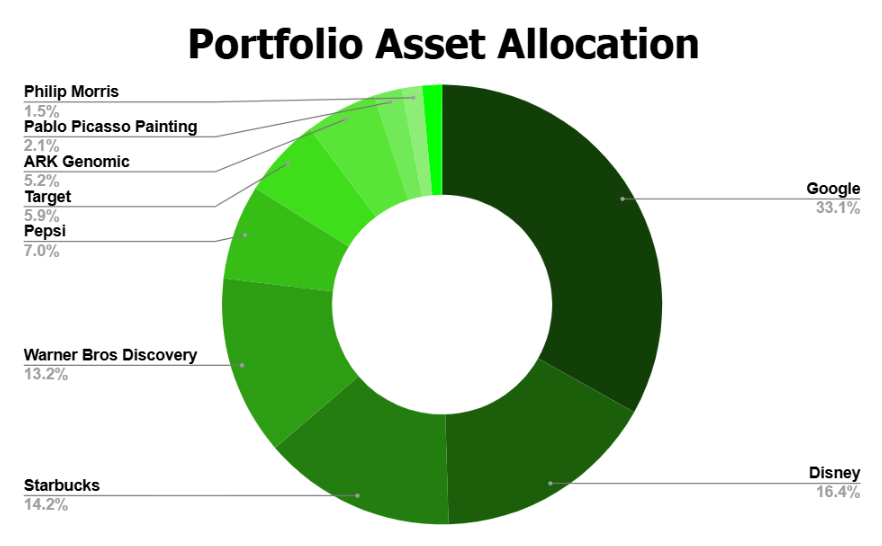 Portfolio Asset Allocation
Philip Morris
1.5%
Pablo Picasso Painting
2.1%
ARK Genomic
5.2%
Target
5.9%
Pepsi
7.0%
Warner Bros Discovery
13.2%
Starbucks
14.2%
Google
33.1%
Disney
16.4%